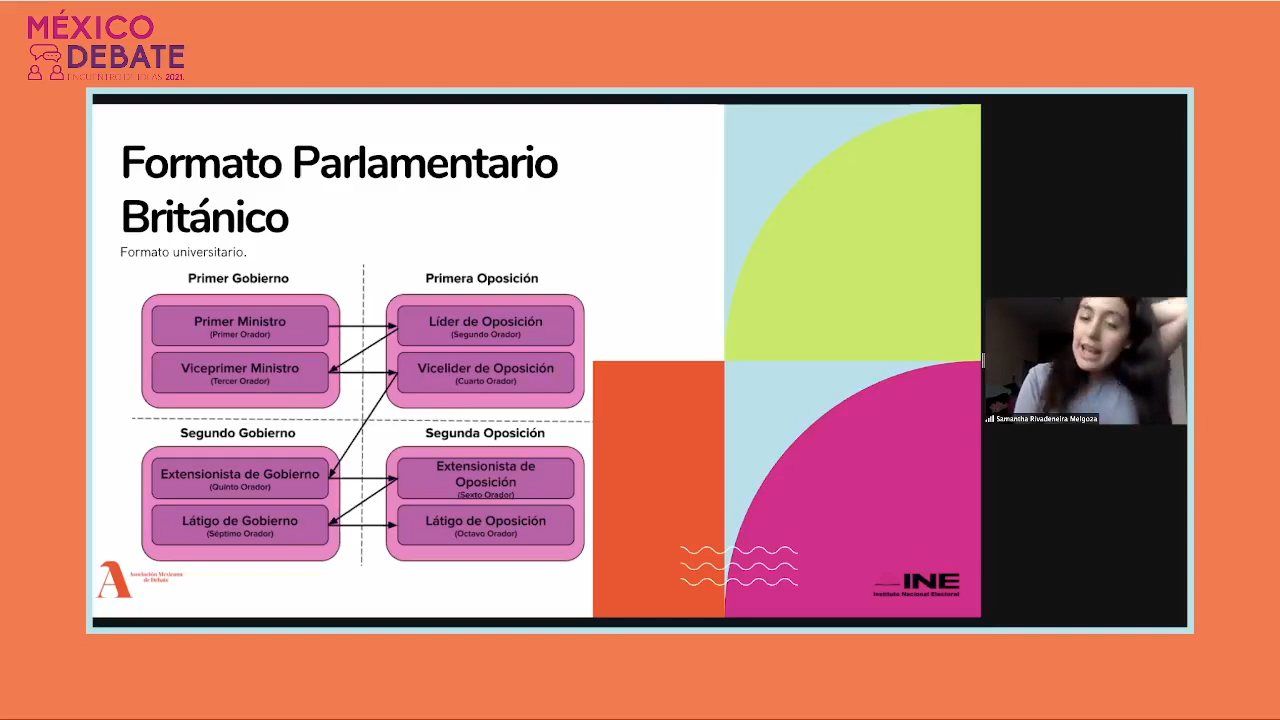 MÉXICO
DEBATE
ENCUENTRO DE IDEAS 2021.
Formato Parlamentario
Británico
Formato universitario.
Primer Gobierno
Primera Oposición
Primer Ministro
(Primer Orador)
Líder de Oposición
(Segundo Orador)
Viceprimer Ministro
(Tercer Orador)
Vicelider de Oposición
(Cuarto Orador)
Segundo Gobierno
Segunda Oposición
Extensionista de Gobierno
(Quinto Orador)
Extensionista de
Oposición
(Sexto Orador)
Látigo de Gobierno
(Séptimo Orador)
Látigo de Oposición
(Octavo Orador)
A
Asociación Mexicana
de Debate
INE
Instituto Nacional Electoral
Samantha Rivadeneira Melgoza